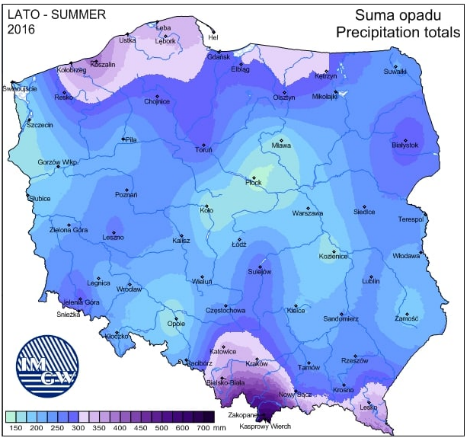 LATO - SUMMER
2016
Suma opadu
Precipitation totals
Łeba
Ustka
Lębork
Hel
Koszalin
Kołobrzeg
Gdańsk
Elbląg
Kętrzyn
Suwałki
Świnoujście
Resko
Chojnice
Olsztyn
Mikołajki
Szczecin
Piła
Toruń
Mława
Białystok
Gorzów Wlkp
Płock
Słubice
Poznań
Koło
Warszawa
Siedlce
Terespol
Zielona Góra
Leszno
Kalisz
Łódź
Kozienice
Włodawa
Sulejów
Legnica
Wrocław
Wieluń
Lublin
Jelenia Góra
Śnieżka
Opole
Częstochowa
Kielce
Sandomierz
Zamość
Kłodzko
Katowice
Racibórz
Kraków
Tarnów
Rzeszów
Bielsko-Biała
Nowy Sącz
Krosno
Lesko
Zakopane
Kasprowy Wierch
IMGW
150 200 250 300 350 400 450 500 600 700 mm